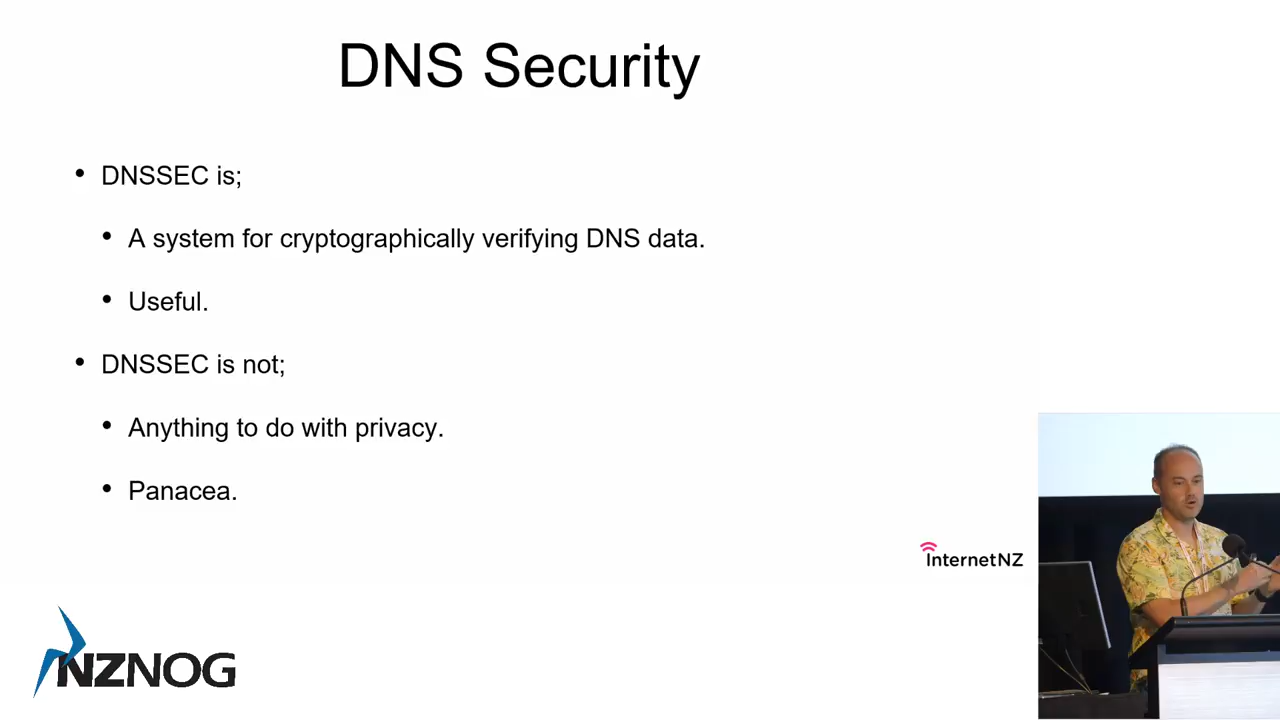 DNS Security
• DNSSEC is;
• A system for cryptographically verifying DNS data.
• Useful.
• DNSSEC is not;
• Anything to do with privacy.
• Panacea.
InternetNZ
NZNOG